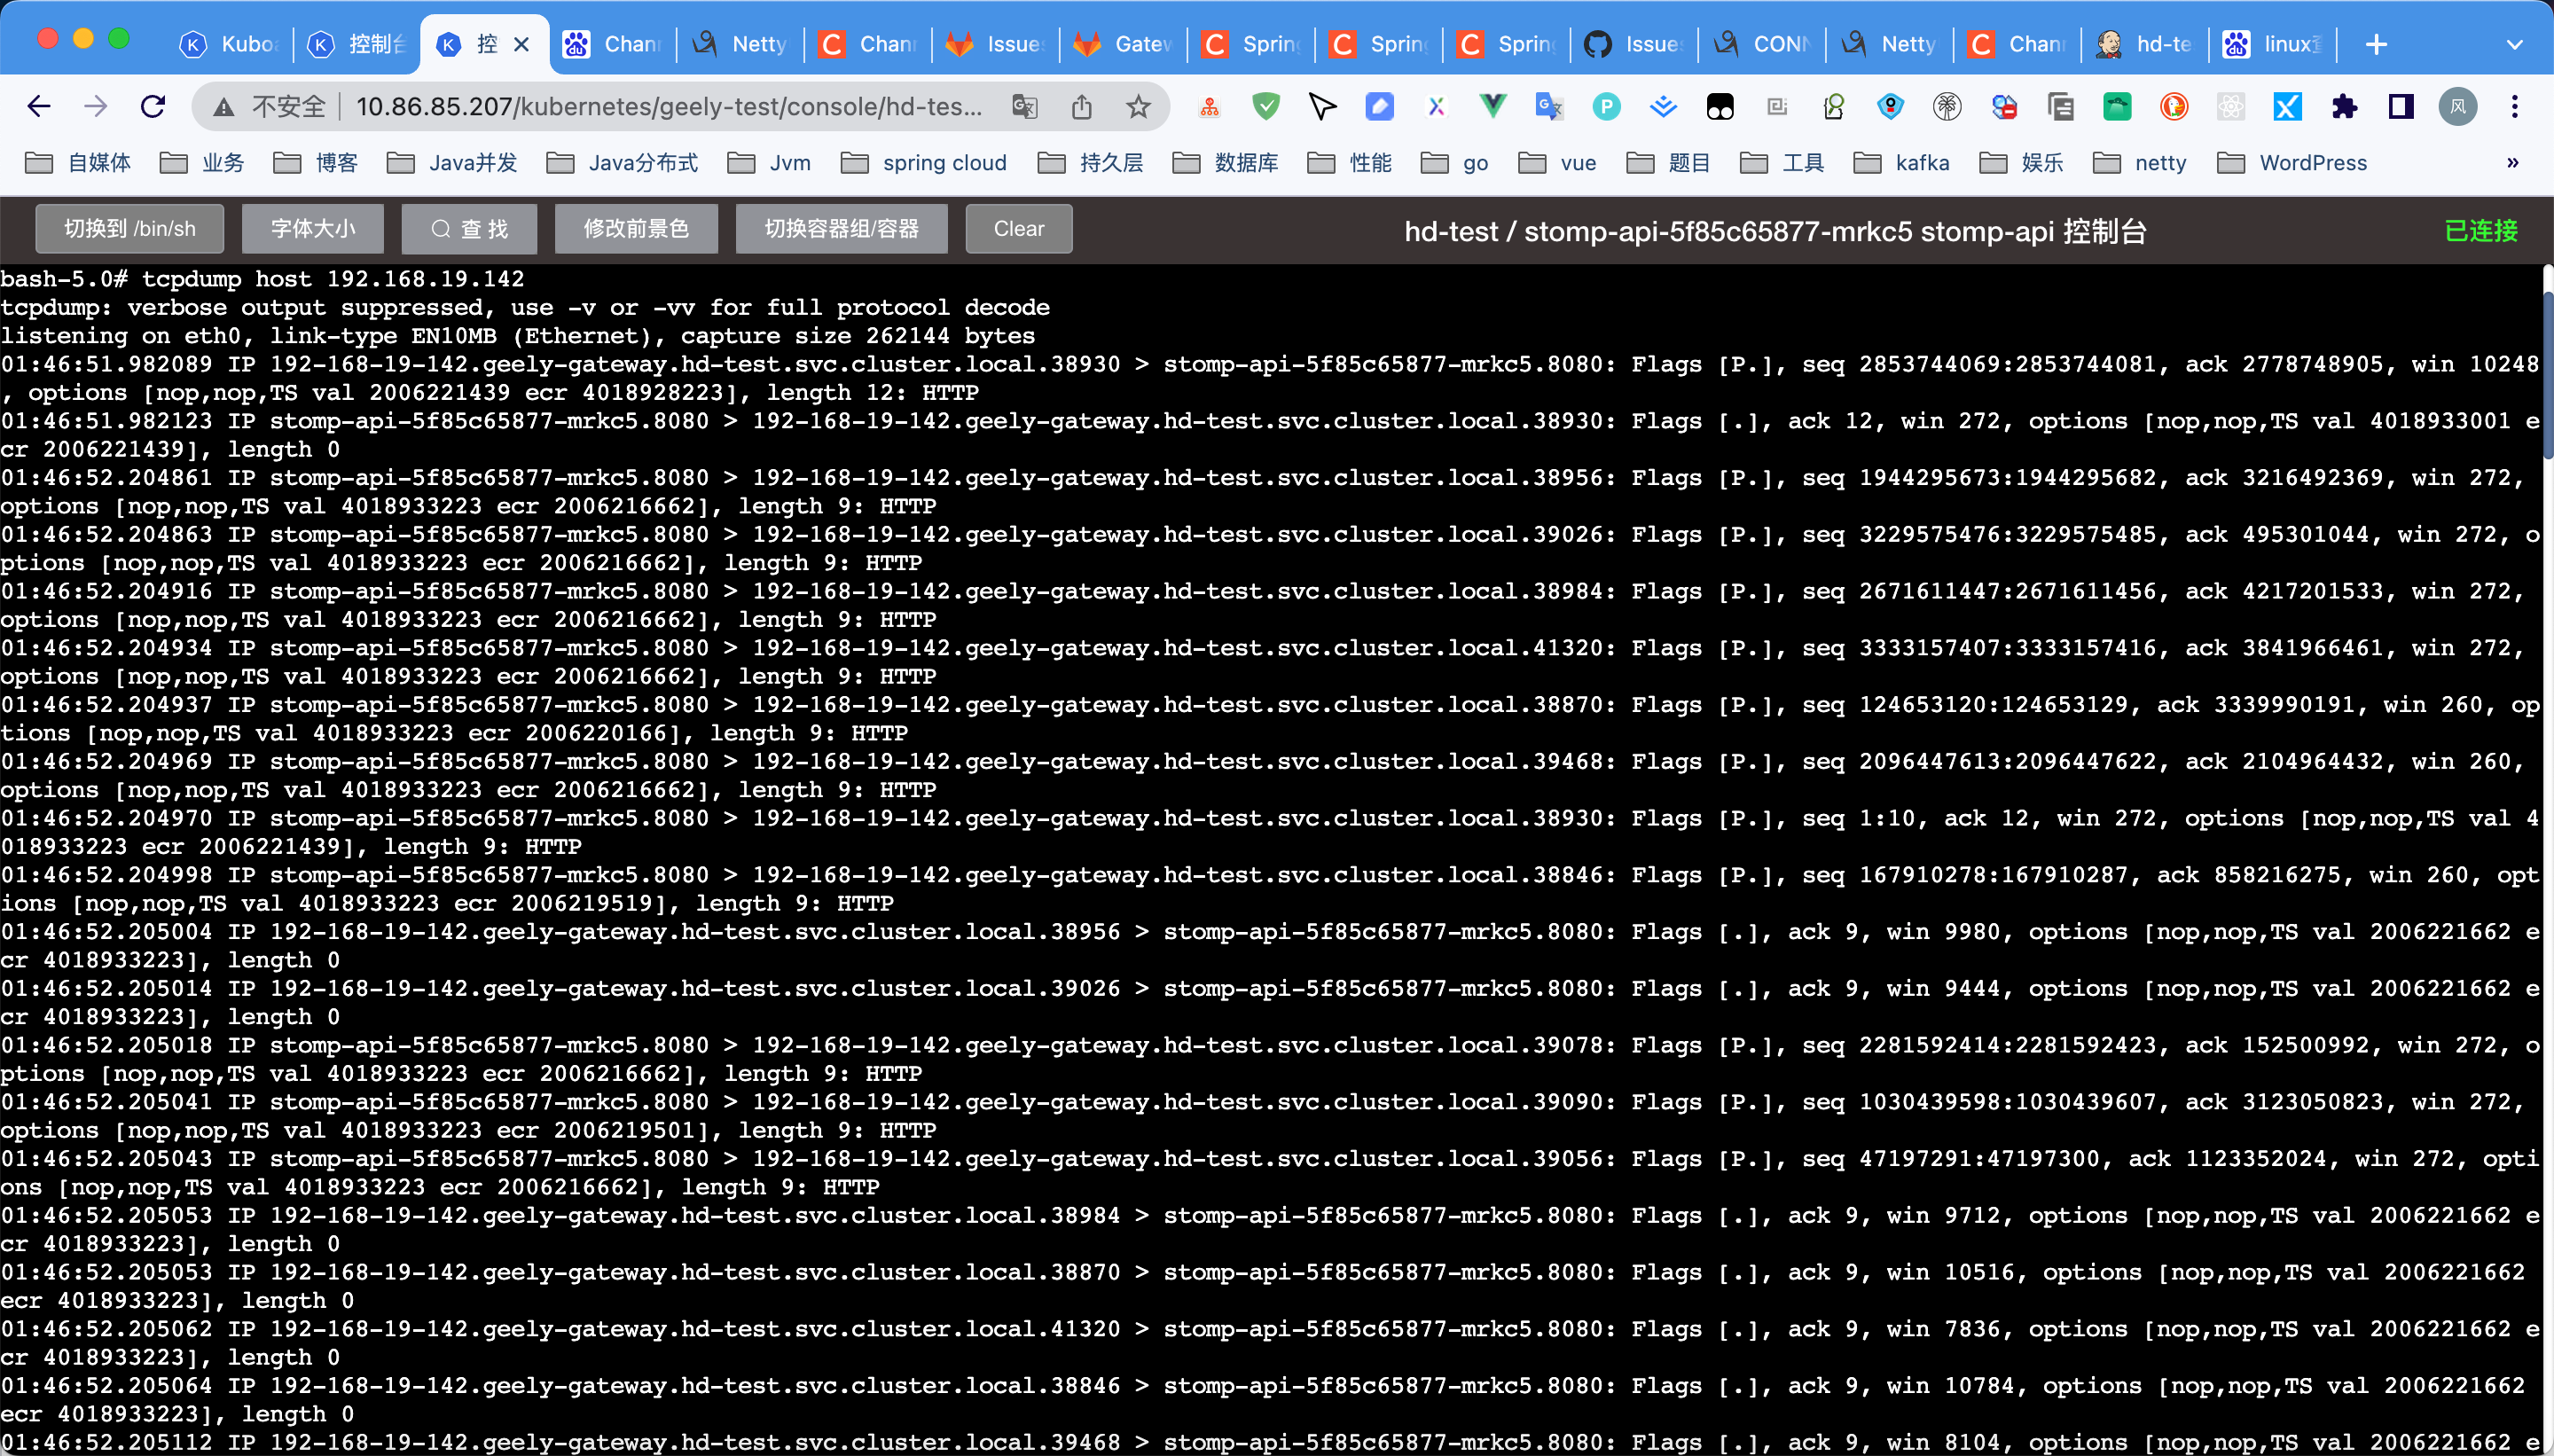 Kubo
控制台
控
Chan
Netty
Chan
Issue
Gatew
Spring
Spring
Spring
Issue
CONN
Netty
Chan
hd-te
linux
不安全 10.86.85.207/kubernetes/geely-test/console/hd-tes...
自媒体 业务 博客 Java并发 Java分布式 Jvm spring cloud 持久层 数据库 性能 go vue 题目 工具 kafka 娱乐 netty WordPress »
切换到 /bin/sh 字体大小 查 找 修改前景色 切换容器组/容器 Clear hd-test / stomp-api-5f85c65877-mrkc5 stomp-api 控制台 已连接
bash-5.0# tcpdump host 192.168.19.142
tcpdump: verbose output suppressed, use -v or -vv for full protocol decode
listening on eth0, link-type EN10MB (Ethernet), capture size 262144 bytes
01:46:51.982089 IP 192-168-19-142.geely-gateway.hd-test.svc.cluster.local.38930 > stomp-api-5f85c65877-mrkc5.8080: Flags [P.], seq 2853744069:2853744081, ack 2778748905, win 10248
, options [nop,nop,TS val 2006221439 ecr 4018928223], length 12: HTTP
01:46:51.982123 IP stomp-api-5f85c65877-mrkc5.8080 > 192-168-19-142.geely-gateway.hd-test.svc.cluster.local.38930: Flags [.], ack 12, win 272, options [nop,nop,TS val 4018933001 e
cr 2006221439], length 0
01:46:52.204861 IP stomp-api-5f85c65877-mrkc5.8080 > 192-168-19-142.geely-gateway.hd-test.svc.cluster.local.38956: Flags [P.], seq 1944295673:1944295682, ack 3216492369, win 272,
options [nop,nop,TS val 4018933223 ecr 2006216662], length 9: HTTP
01:46:52.204863 IP stomp-api-5f85c65877-mrkc5.8080 > 192-168-19-142.geely-gateway.hd-test.svc.cluster.local.39026: Flags [P.], seq 3229575476:3229575485, ack 495301044, win 272, o
ptions [nop,nop,TS val 4018933223 ecr 2006216662], length 9: HTTP
01:46:52.204916 IP stomp-api-5f85c65877-mrkc5.8080 > 192-168-19-142.geely-gateway.hd-test.svc.cluster.local.38984: Flags [P.], seq 2671611447:2671611456, ack 4217201533, win 272,
options [nop,nop,TS val 4018933223 ecr 2006216662], length 9: HTTP
01:46:52.204934 IP stomp-api-5f85c65877-mrkc5.8080 > 192-168-19-142.geely-gateway.hd-test.svc.cluster.local.41320: Flags [P.], seq 3333157407:3333157416, ack 3841966461, win 272,
options [nop,nop,TS val 4018933223 ecr 2006216662], length 9: HTTP
01:46:52.204937 IP stomp-api-5f85c65877-mrkc5.8080 > 192-168-19-142.geely-gateway.hd-test.svc.cluster.local.38870: Flags [P.], seq 124653120:124653129, ack 3339990191, win 260, op
tions [nop,nop,TS val 4018933223 ecr 2006220166], length 9: HTTP
01:46:52.204969 IP stomp-api-5f85c65877-mrkc5.8080 > 192-168-19-142.geely-gateway.hd-test.svc.cluster.local.39468: Flags [P.], seq 2096447613:2096447622, ack 2104964432, win 260,
options [nop,nop,TS val 4018933223 ecr 2006216662], length 9: HTTP
01:46:52.204970 IP stomp-api-5f85c65877-mrkc5.8080 > 192-168-19-142.geely-gateway.hd-test.svc.cluster.local.38930: Flags [P.], seq 1:10, ack 12, win 272, options [nop,nop,TS val 4
018933223 ecr 2006221439], length 9: HTTP
01:46:52.204998 IP stomp-api-5f85c65877-mrkc5.8080 > 192-168-19-142.geely-gateway.hd-test.svc.cluster.local.38846: Flags [P.], seq 167910278:167910287, ack 858216275, win 260, opt
ions [nop,nop,TS val 4018933223 ecr 2006219519], length 9: HTTP
01:46:52.205004 IP 192-168-19-142.geely-gateway.hd-test.svc.cluster.local.38956 > stomp-api-5f85c65877-mrkc5.8080: Flags [.], ack 9, win 9980, options [nop,nop,TS val 2006221662 e
cr 4018933223], length 0
01:46:52.205014 IP 192-168-19-142.geely-gateway.hd-test.svc.cluster.local.39026 > stomp-api-5f85c65877-mrkc5.8080: Flags [.], ack 9, win 9444, options [nop,nop,TS val 2006221662 e
cr 4018933223], length 0
01:46:52.205018 IP stomp-api-5f85c65877-mrkc5.8080 > 192-168-19-142.geely-gateway.hd-test.svc.cluster.local.39078: Flags [P.], seq 2281592414:2281592423, ack 152500992, win 272, o
ptions [nop,nop,TS val 4018933223 ecr 2006216662], length 9: HTTP
01:46:52.205041 IP stomp-api-5f85c65877-mrkc5.8080 > 192-168-19-142.geely-gateway.hd-test.svc.cluster.local.39090: Flags [P.], seq 1030439598:1030439607, ack 3123050823, win 272,
options [nop,nop,TS val 4018933223 ecr 2006219501], length 9: HTTP
01:46:52.205043 IP stomp-api-5f85c65877-mrkc5.8080 > 192-168-19-142.geely-gateway.hd-test.svc.cluster.local.39056: Flags [P.], seq 47197291:47197300, ack 1123352024, win 272, opti
ons [nop,nop,TS val 4018933223 ecr 2006216662], length 9: HTTP
01:46:52.205053 IP 192-168-19-142.geely-gateway.hd-test.svc.cluster.local.38984 > stomp-api-5f85c65877-mrkc5.8080: Flags [.], ack 9, win 9712, options [nop,nop,TS val 2006221662 e
cr 4018933223], length 0
01:46:52.205053 IP 192-168-19-142.geely-gateway.hd-test.svc.cluster.local.38870 > stomp-api-5f85c65877-mrkc5.8080: Flags [.], ack 9, win 10516, options [nop,nop,TS val 2006221662
ecr 4018933223], length 0
01:46:52.205062 IP 192-168-19-142.geely-gateway.hd-test.svc.cluster.local.41320 > stomp-api-5f85c65877-mrkc5.8080: Flags [.], ack 9, win 7836, options [nop,nop,TS val 2006221662 e
cr 4018933223], length 0
01:46:52.205064 IP 192-168-19-142.geely-gateway.hd-test.svc.cluster.local.38846 > stomp-api-5f85c65877-mrkc5.8080: Flags [.], ack 9, win 10784, options [nop,nop,TS val 2006221662
ecr 4018933223], length 0
01:46:52.205112 IP 192-168-19-142.geely-gateway.hd-test.svc.cluster.local.39468 > stomp-api-5f85c65877-mrkc5.8080: Flags [.], ack 9, win 8104, options [nop,nop,TS val 2006221662 e